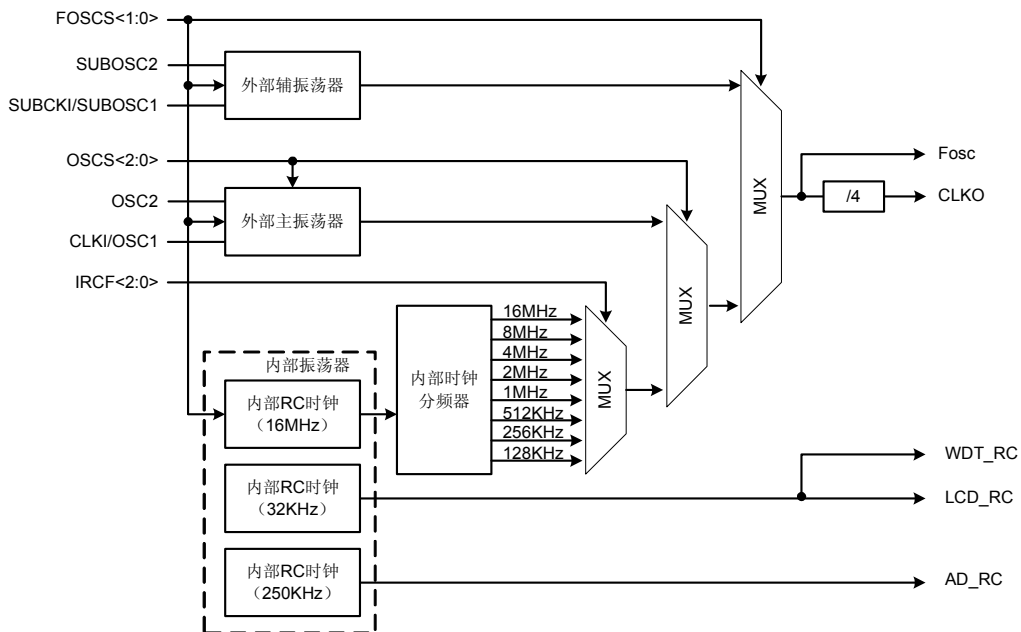 FOSCS<1:0>
SUBOSC2
SUBCKI/SUBOSC1
外部辅振荡器
OSCS<2:0>
OSC2
CLKI/OSC1
外部主振荡器
IRCF<2:0>
内部振荡器
内部RC时钟
（16MHz）
内部RC时钟
（32KHz）
内部RC时钟
（250KHz）
内部时钟
分频器
16MHz
8MHz
4MHz
2MHz
1MHz
512KHz
256KHz
128KHz
MUX
MUX
MUX
/4
Fosc
CLKO
WDT_RC
LCD_RC
AD_RC